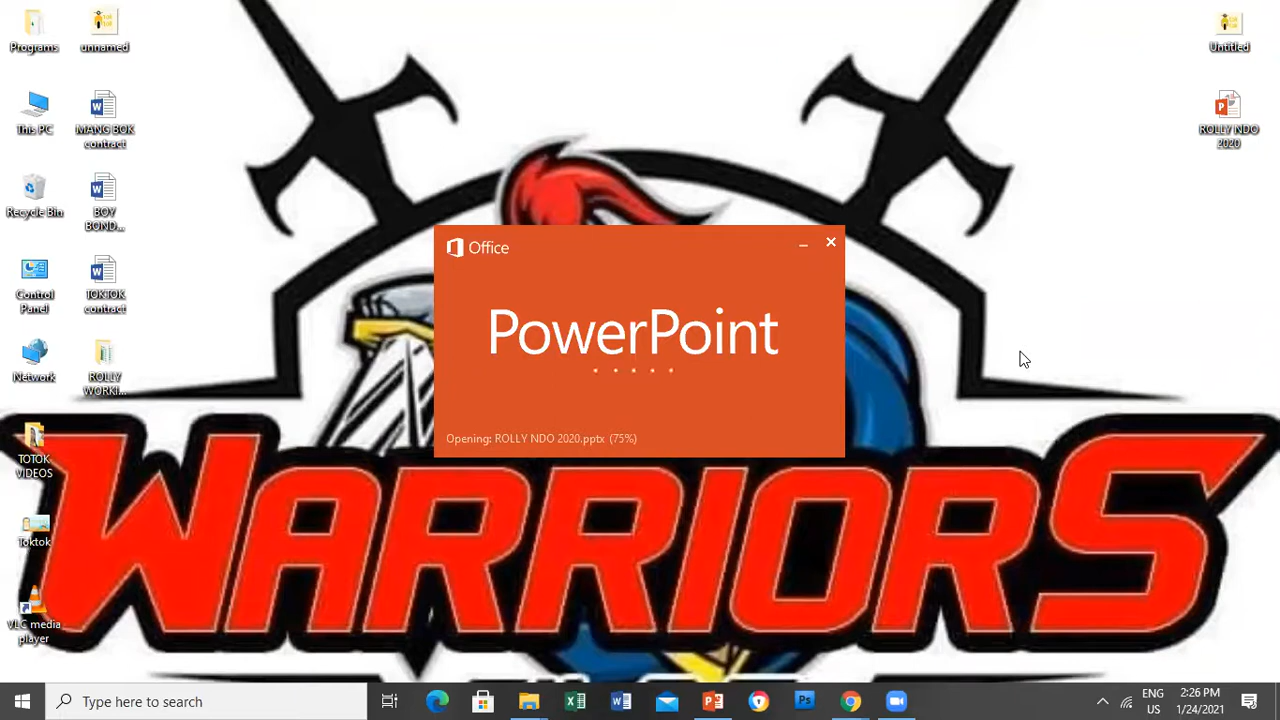 Programs
unnamed
Untitled
This PC
MANG BOK
contract
ROLLY NDO
2020
Recycle Bin
BOY
BOND...
Office
PowerPoint
Opening: ROLLY NDO 2020.pptx (75%)
Control
Panel
TOKTOK
contract
Network
ROLLY
WORKI...
TOTOK
VIDEOS
WARRIORS
Toktok
VLC media
player
Type here to search
Ps
ENG
US
2:26 PM
1/24/2021